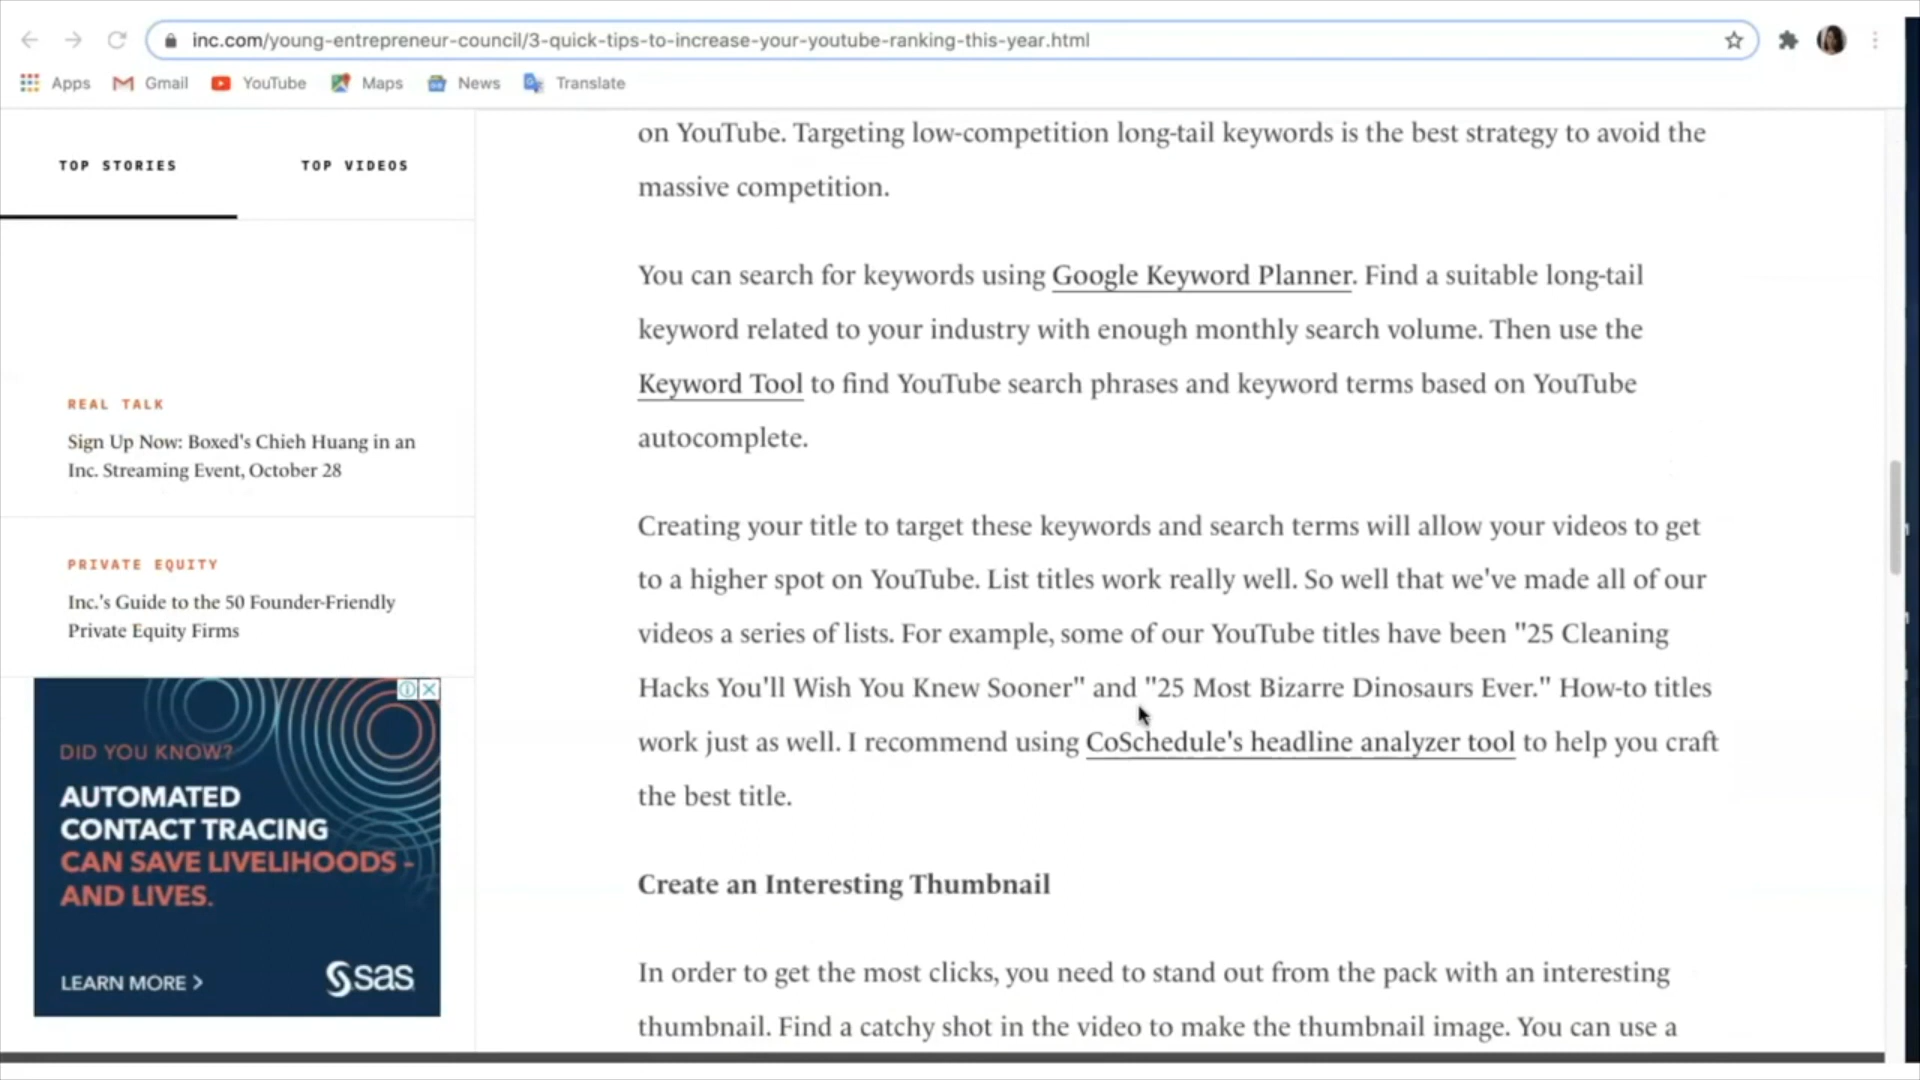 inc.com/young-entrepreneur-council/3-quick-tips-to-increase-your-youtube-ranking-this-year.html
Apps Gmail YouTube Maps News Translate
TOP STORIES TOP VIDEOS
REAL TALK
Sign Up Now: Boxed's Chieh Huang in an
Inc. Streaming Event, October 28
PRIVATE EQUITY
Inc.'s Guide to the 50 Founder-Friendly
Private Equity Firms
DID YOU KNOW?
AUTOMATED
CONTACT TRACING
CAN SAVE LIVELIHOODS -
AND LIVES.
LEARN MORE >
sas
on YouTube. Targeting low-competition long-tail keywords is the best strategy to avoid the
massive competition.
You can search for keywords using Google Keyword Planner. Find a suitable long-tail
keyword related to your industry with enough monthly search volume. Then use the
Keyword Tool to find YouTube search phrases and keyword terms based on YouTube
autocomplete.
Creating your title to target these keywords and search terms will allow your videos to get
to a higher spot on YouTube. List titles work really well. So well that we've made all of our
videos a series of lists. For example, some of our YouTube titles have been "25 Cleaning
Hacks You'll Wish You Knew Sooner" and "25 Most Bizarre Dinosaurs Ever." How-to titles
work just as well. I recommend using CoSchedule's headline analyzer tool to help you craft
the best title.
Create an Interesting Thumbnail
In order to get the most clicks, you need to stand out from the pack with an interesting
thumbnail. Find a catchy shot in the video to make the thumbnail image. You can use a